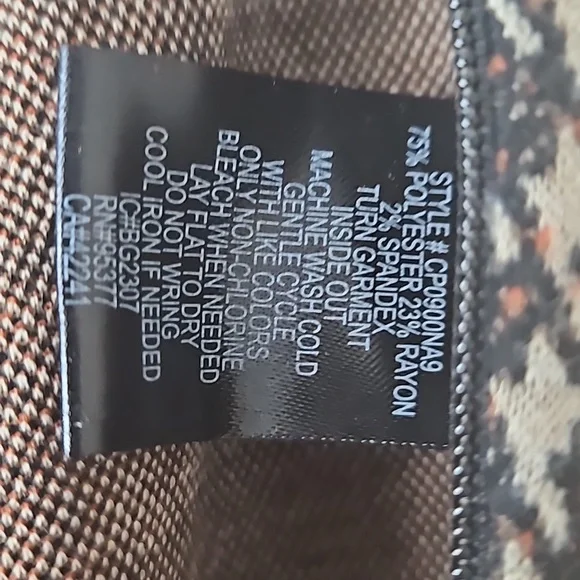 STYLE # CP0900NA9
75% POLYESTER 23% RAYON
2% SPANDEX
TURN GARMENT
INSIDE OUT
MACHINE WASH COLD
GENTLE CYCLE
WITH LIKE COLORS
ONLY NON-CHLORINE
BLEACH WHEN NEEDED
LAY FLAT TO DRY
DO NOT WRING
COOL IRON IF NEEDED
IC#BG2307
RN#95377
CA#42241